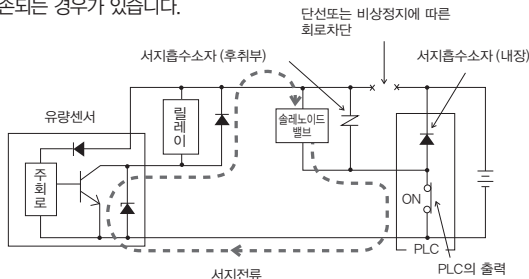 손되는 경우가 있습니다.
단선또는 비상정지에 따른
회로차단
서지흡수소자 (후취부)
서지흡수소자 (내장)
유량센서
릴레이
솔레노이드
밸브
주회로
ON
PLC
PLC의 출력
서지전류